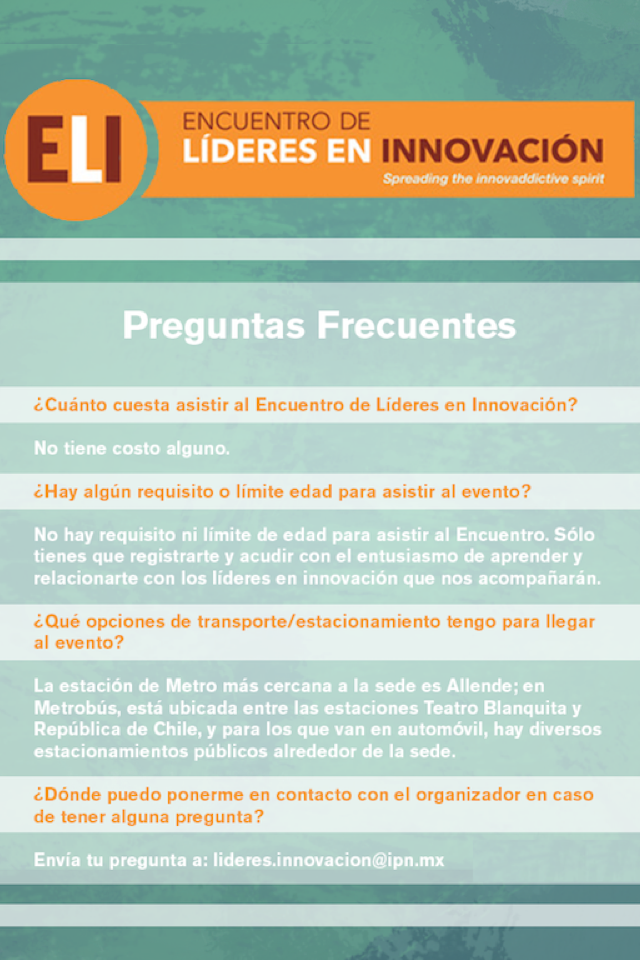 ELI
ENCUENTRO DE
LÍDERES EN INNOVACIÓN
Spreading the innovaddictive spirit
Preguntas Frecuentes
¿Cuánto cuesta asistir al Encuentro de Líderes en Innovación?
No tiene costo alguno.
¿Hay algún requisito o límite edad para asistir al evento?
No hay requisito ni límite de edad para asistir al Encuentro. Sólo
tienes que registrarte y acudir con el entusiasmo de aprender y
relacionarte con los líderes en innovación que nos acompañarán.
¿Qué opciones de transporte/estacionamiento tengo para llegar
al evento?
La estación de Metro más cercana a la sede es Allende; en
Metrobús, está ubicada entre las estaciones Teatro Blanquita y
República de Chile, y para los que van en automóvil, hay diversos
estacionamientos públicos alrededor de la sede.
¿Dónde puedo ponerme en contacto con el organizador en caso
de tener alguna pregunta?
Envía tu pregunta a: lideres.innovacion@ipn.mx